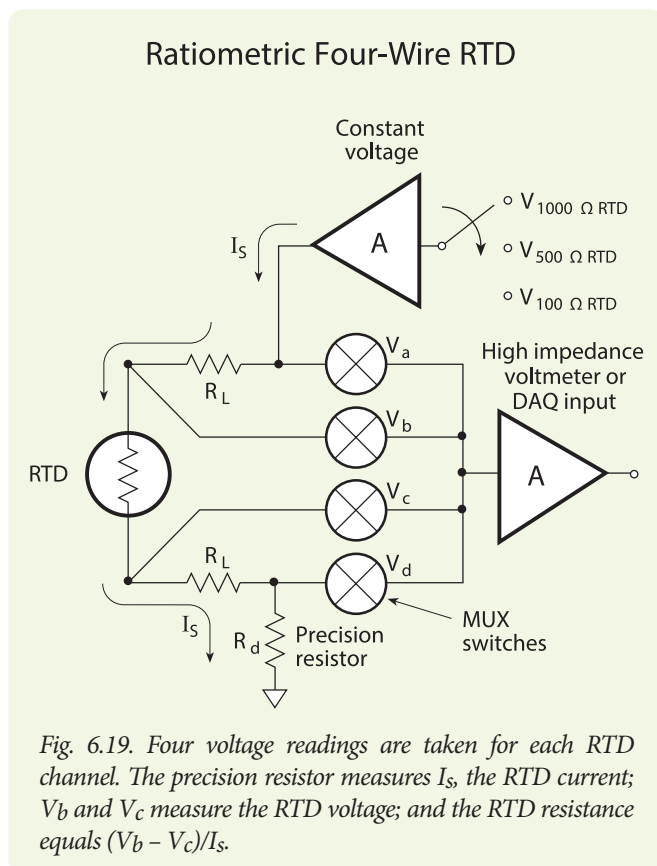 Ratiometric Four-Wire RTD
Constant
voltage
A
V1000 Ω RTD
V500 Ω RTD
V100 Ω RTD
IS
Va
RL
High impedance
voltmeter or
DAQ input
Vb
RTD
A
Vc
RL
Vd
IS
Rd
Precision
resistor
MUX
switches
Fig. 6.19. Four voltage readings are taken for each RTD
channel. The precision resistor measures Is, the RTD current;
Vb and Vc measure the RTD voltage; and the RTD resistance
equals (Vb – Vc)/Is.